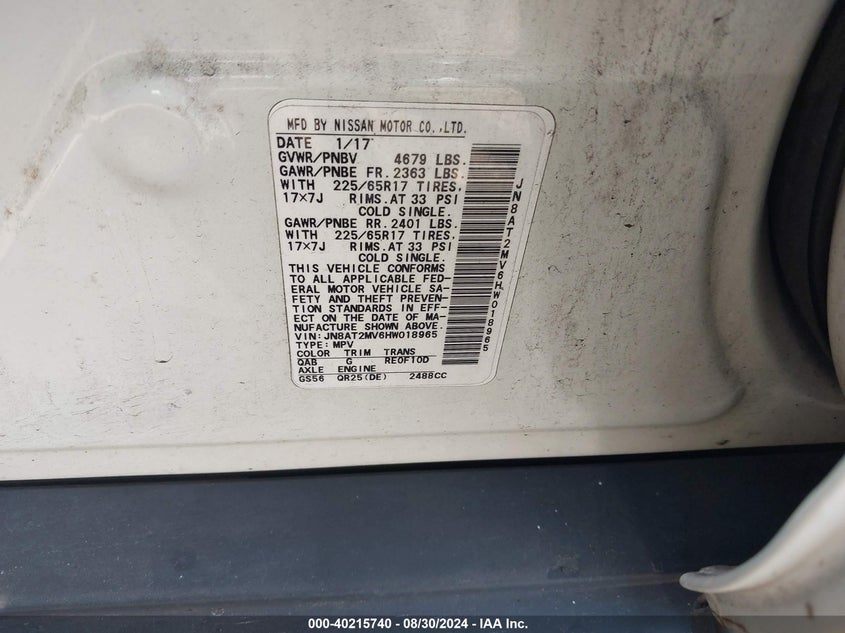 MFD BY NISSAN MOTOR CO.,LTD.
DATE 1/17
GVWR/PNBV 4679 LBS.
GAWR/PNBE FR. 2363 LBS.
WITH 225/65R17 TIRES,
17×7J RIMS.AT 33 PSI
COLD SINGLE.
GAWR/PNBE RR. 2401 LBS.
WITH 225/65R17 TIRES.
17×7J RIMS.AT 33 PSI
COLD SINGLE.
THIS VEHICLE CONFORMS
TO ALL APPLICABLE FED-
ERAL MOTOR VEHICLE SA-
FETY AND THEFT PREVEN-
TION STANDARDS IN EFF-
ECT ON THE DATE OF MA-
NUFACTURE SHOWN ABOVE.
VIN: JN8AT2MV6HW018965
TYPE: MPV
COLOR TRIM TRANS
QAB G RE0F10D
AXLE ENGINE
GS56 QR25(DE) 2488CC
JN8AT2MV6HW018965
000-40215740 - 08/30/2024 - IAA Inc.